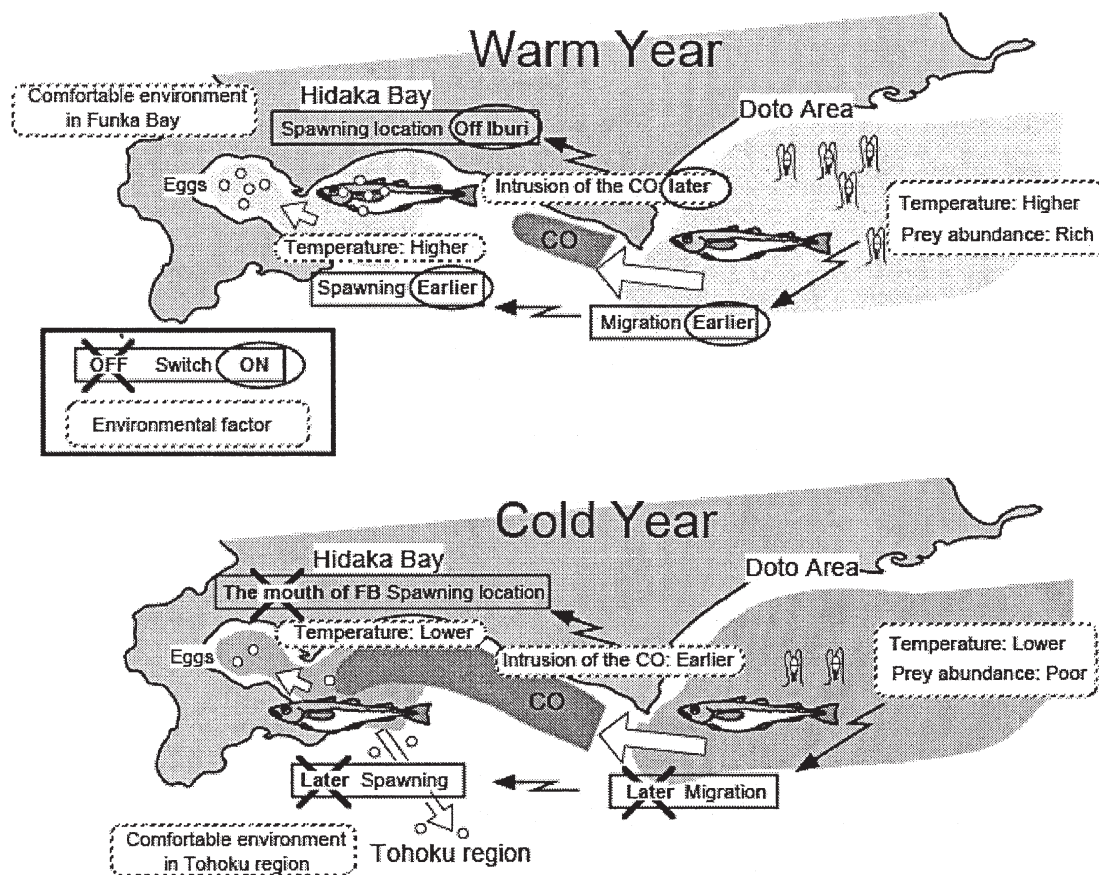 Warm Year
Comfortable environment
in Funka Bay
Hidaka Bay
Spawning location Off Iburi
Doto Area
Eggs
Intrusion of the CO: later
Temperature: Higher
Prey abundance: Rich
CO
Temperature: Higher
Spawning Earlier
Migration Earlier
OFF Switch ON
Environmental factor
Cold Year
Hidaka Bay
Doto Area
The mouth of FB Spawning location
Temperature: Lower
Eggs
Intrusion of the CO: Earlier
Temperature: Lower
Prey abundance: Poor
CO
Later Spawning
Later Migration
Comfortable environment
in Tohoku region
Tohoku region